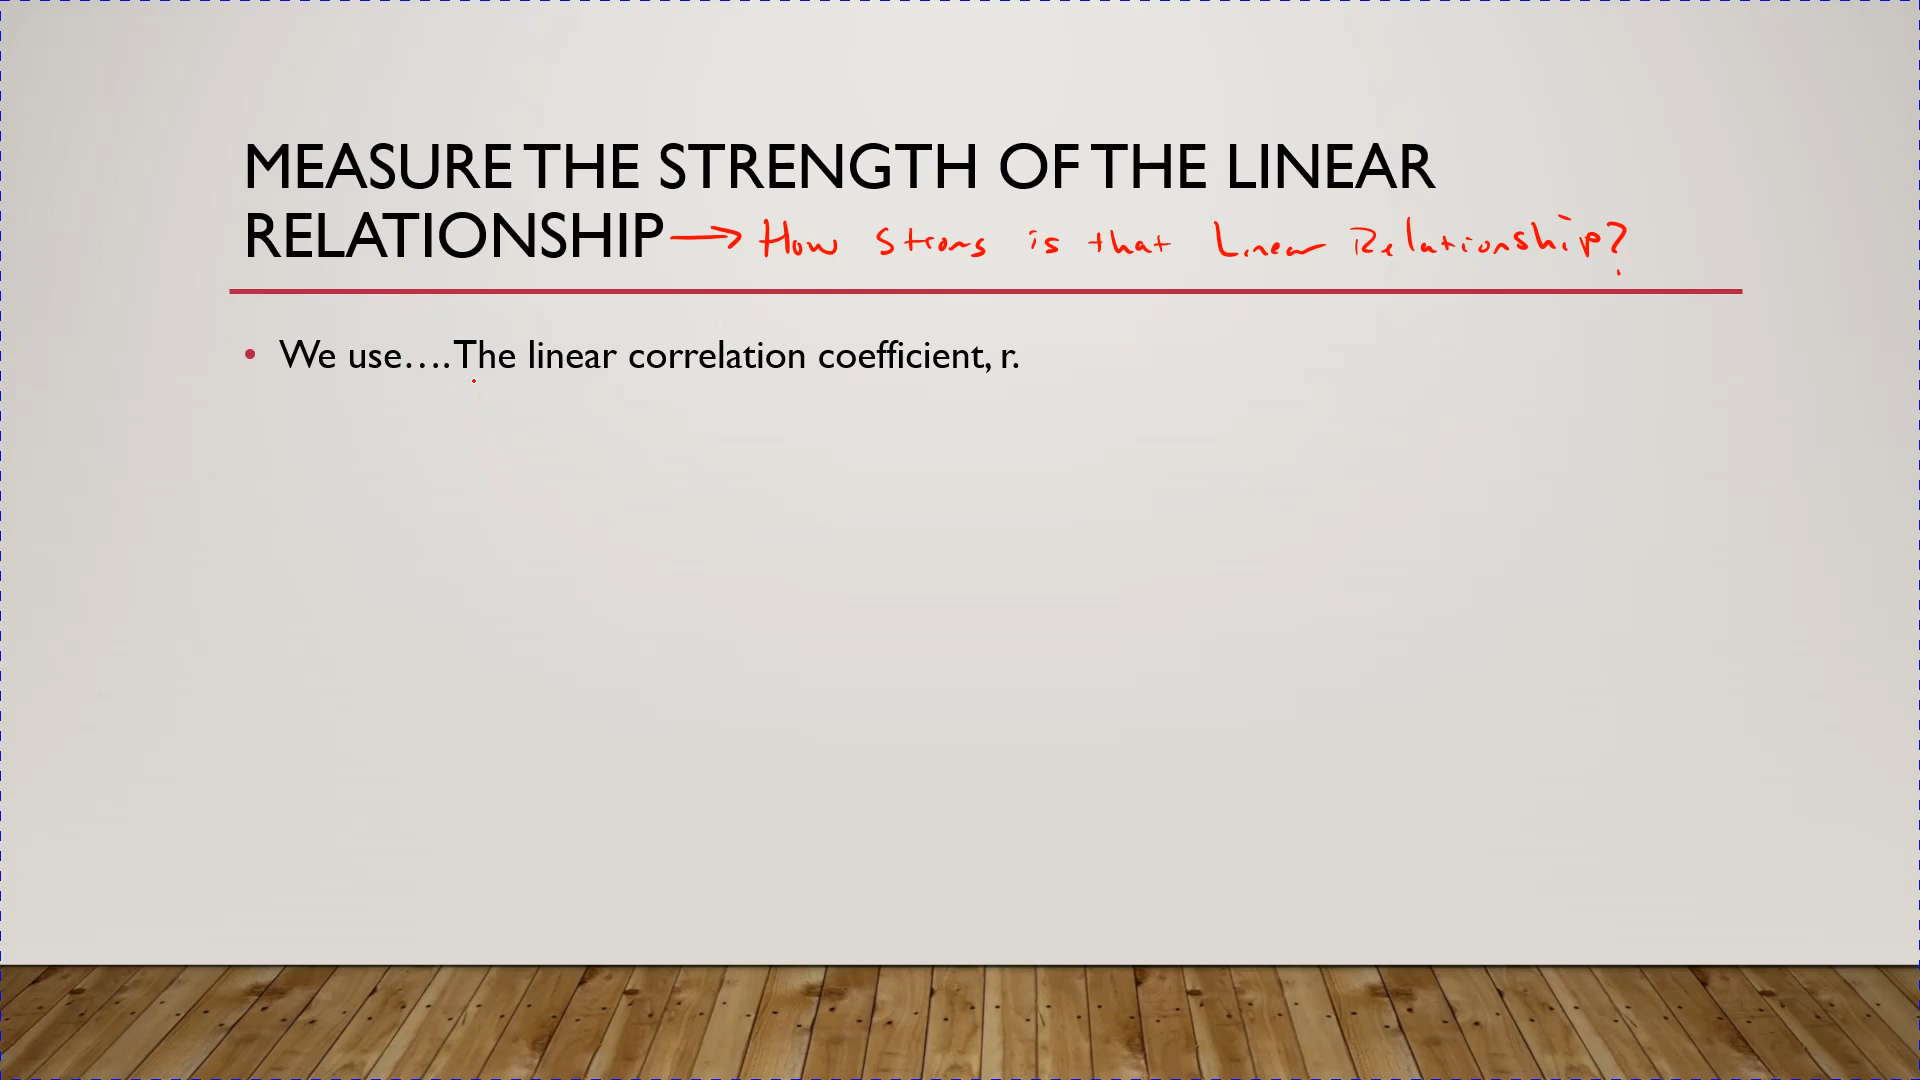 MEASURE THE STRENGTH OF THE LINEAR
RELATIONSHIP → How Strong is that Linear Relationship?
• We use….The linear correlation coefficient, r.